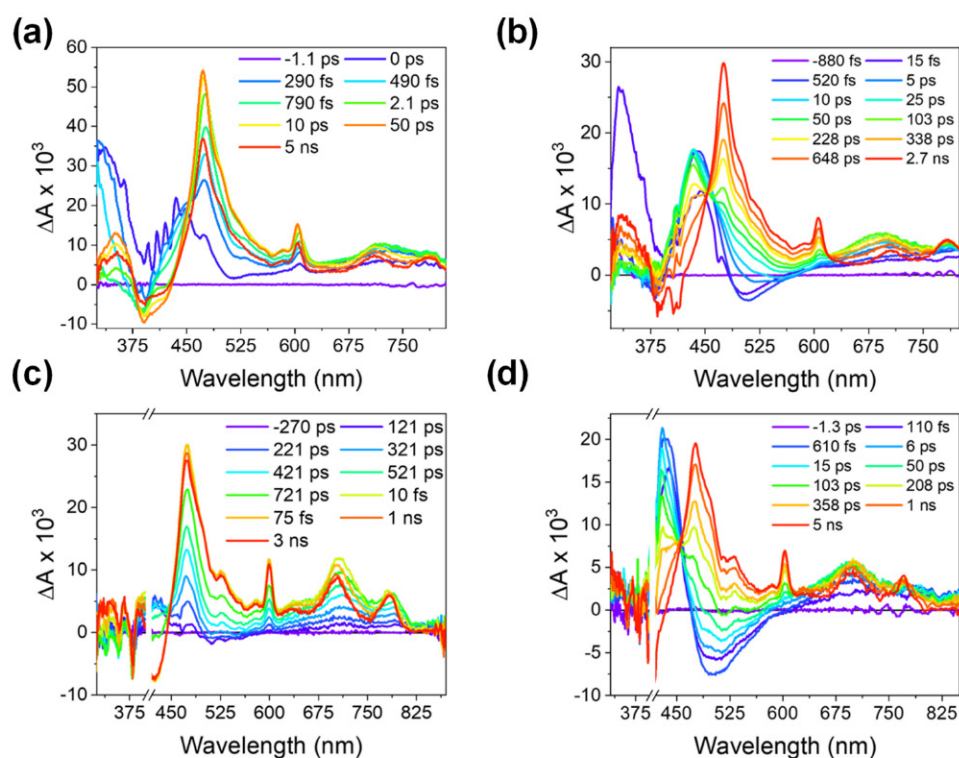 (a)
ΔA x 10³
60
50
40
30
20
10
0
-10
-1.1 ps 0 ps
290 fs 490 fs
790 fs 2.1 ps
10 ps 50 ps
5 ns
375 450 525 600 675 750
Wavelength (nm)
(b)
ΔA x 10³
30
20
10
0
-880 fs 15 fs
520 fs 5 ps
10 ps 25 ps
50 ps 103 ps
228 ps 338 ps
648 ps 2.7 ns
375 450 525 600 675 750
Wavelength (nm)
(c)
ΔA x 10³
30
20
10
0
-10
-270 ps 121 ps
221 ps 321 ps
421 ps 521 ps
721 ps 10 fs
75 fs 1 ns
3 ns
375 450 525 600 675 750 825
Wavelength (nm)
(d)
ΔA x 10³
20
15
10
5
0
-5
-10
-1.3 ps 110 fs
610 fs 6 ps
15 ps 50 ps
103 ps 208 ps
358 ps 1 ns
5 ns
375 450 525 600 675 750 825
Wavelength (nm)